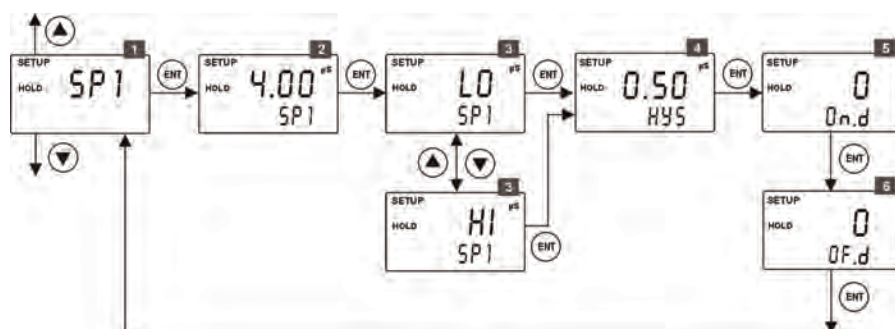 1
SETUP
HOLD
SP1
ENT
2
SETUP
µS
HOLD
4.00
SP1
ENT
3
SETUP
µS
HOLD
LO
SP1
ENT
4
SETUP
µS
HOLD
0.50
HYS
ENT
5
SETUP
HOLD
0
On.d
ENT
3
SETUP
µS
HOLD
HI
SP1
ENT
6
SETUP
HOLD
0
OF.d
ENT